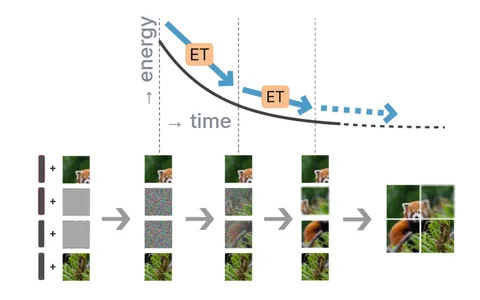 ↑ energy
ET
ET
→ time
+
+
+
+